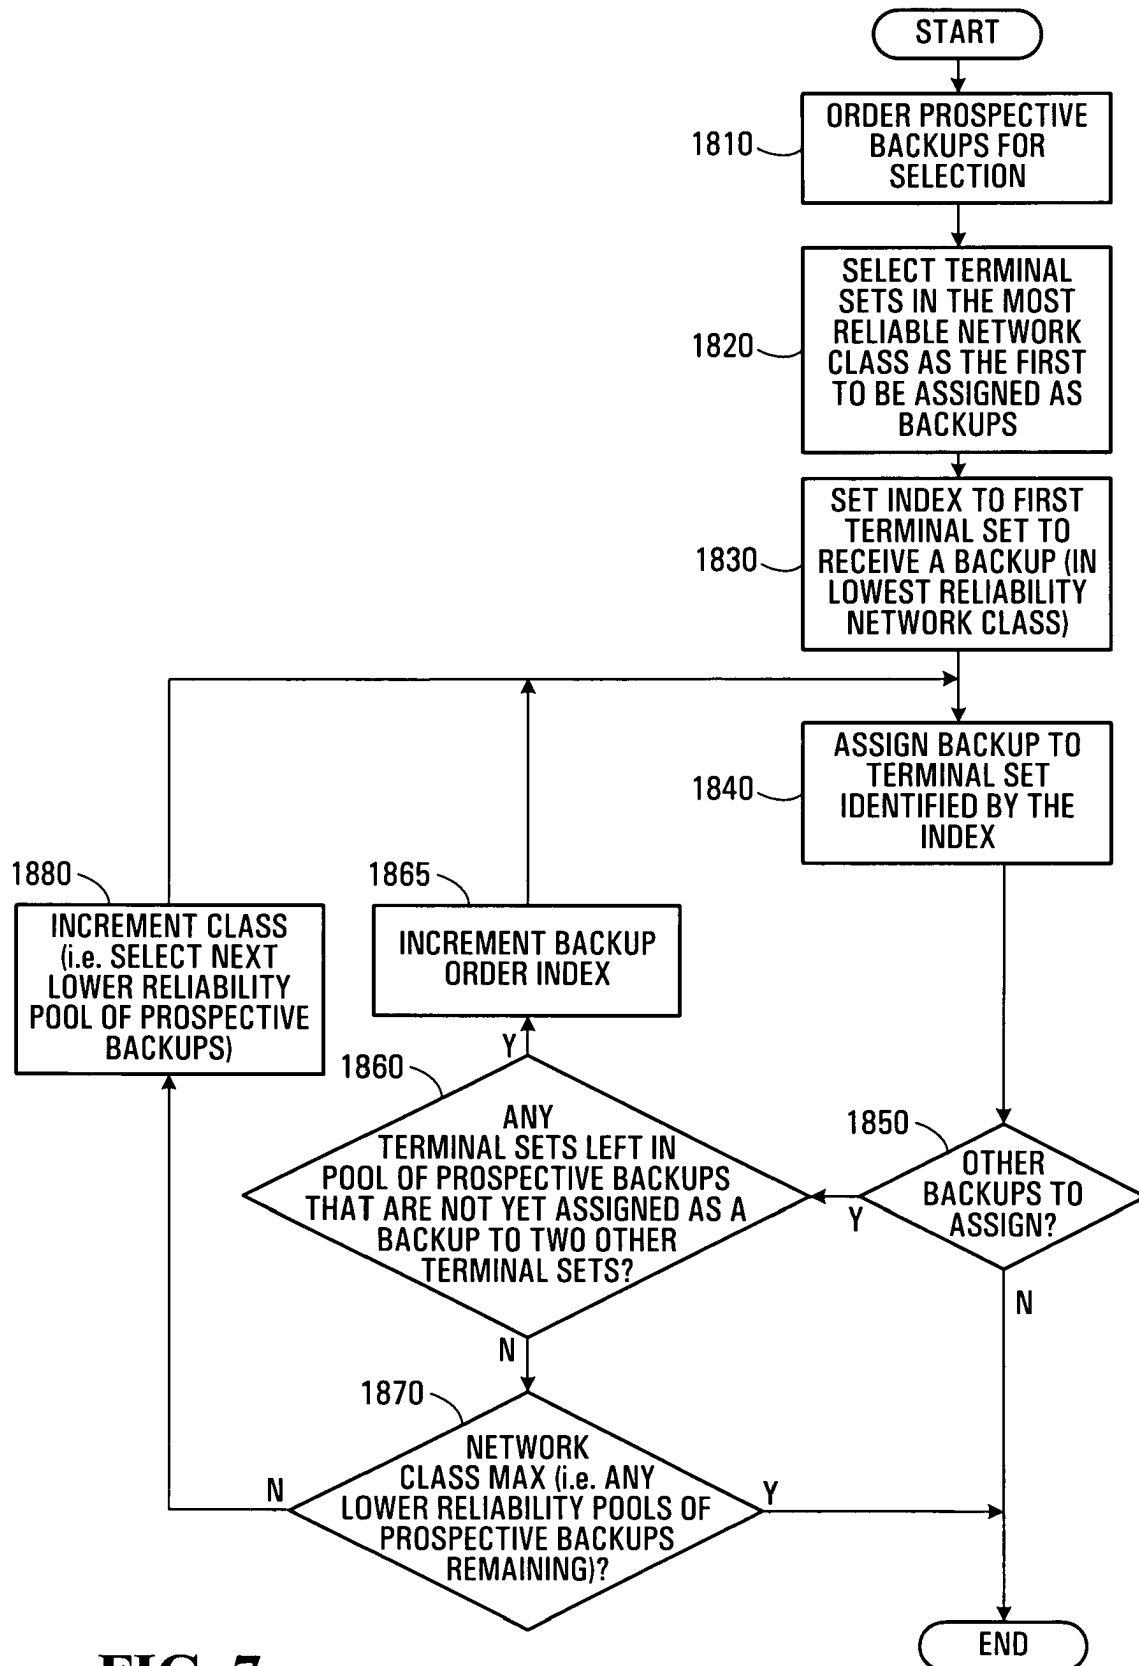 START
1810
ORDER PROSPECTIVE
BACKUPS FOR
SELECTION
1820
SELECT TERMINAL
SETS IN THE MOST
RELIABLE NETWORK
CLASS AS THE FIRST
TO BE ASSIGNED AS
BACKUPS
1830
SET INDEX TO FIRST
TERMINAL SET TO
RECEIVE A BACKUP (IN
LOWEST RELIABILITY
NETWORK CLASS)
1840
ASSIGN BACKUP TO
TERMINAL SET
IDENTIFIED BY THE
INDEX
1880
INCREMENT CLASS
(i.e. SELECT NEXT
LOWER RELIABILITY
POOL OF PROSPECTIVE
BACKUPS)
1865
INCREMENT BACKUP
ORDER INDEX
Y
1860
ANY
TERMINAL SETS LEFT IN
POOL OF PROSPECTIVE BACKUPS
THAT ARE NOT YET ASSIGNED AS A
BACKUP TO TWO OTHER
TERMINAL SETS?
1850
OTHER
BACKUPS TO
ASSIGN?
Y
N
N
1870
NETWORK
CLASS MAX (i.e. ANY
LOWER RELIABILITY POOLS OF
PROSPECTIVE BACKUPS
REMAINING)?
N
Y
END
FIG. 7